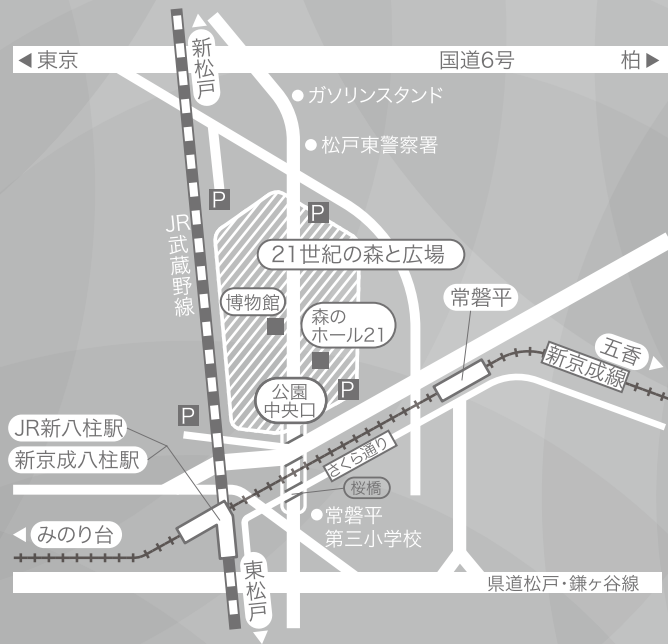 東京
国道6号
柏
新松戸
ガソリンスタンド
松戸東警察署
P
P
JR武蔵野線
21世紀の森と広場
博物館
森の
ホール21
常磐平
五香
新京成線
公園
中央口
P
P
JR新八柱駅
新京成八柱駅
さくら通り
桜橋
みのり台
常磐平
第三小学校
東松戸
県道松戸・鎌ヶ谷線